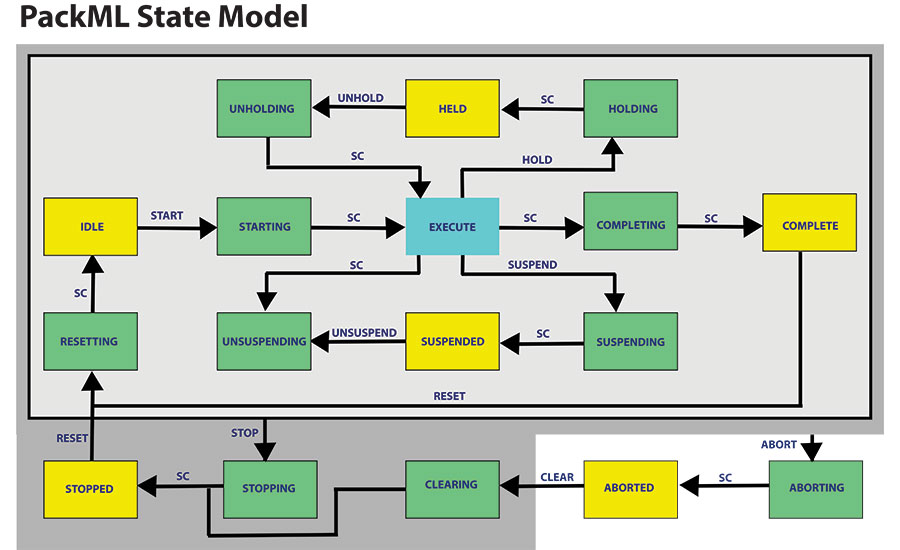 PackML State Model
UNHOLDING
UNHOLD
HELD
SC
HOLDING
SC
HOLD
IDLE
START
STARTING
SC
EXECUTE
SC
COMPLETING
SC
COMPLETE
SC
SUSPEND
SC
RESETTING
UNSUSPENDING
UNSUSPEND
SUSPENDED
SC
SUSPENDING
RESET
RESET
STOP
ABORT
STOPPED
SC
STOPPING
CLEARING
CLEAR
ABORTED
SC
ABORTING